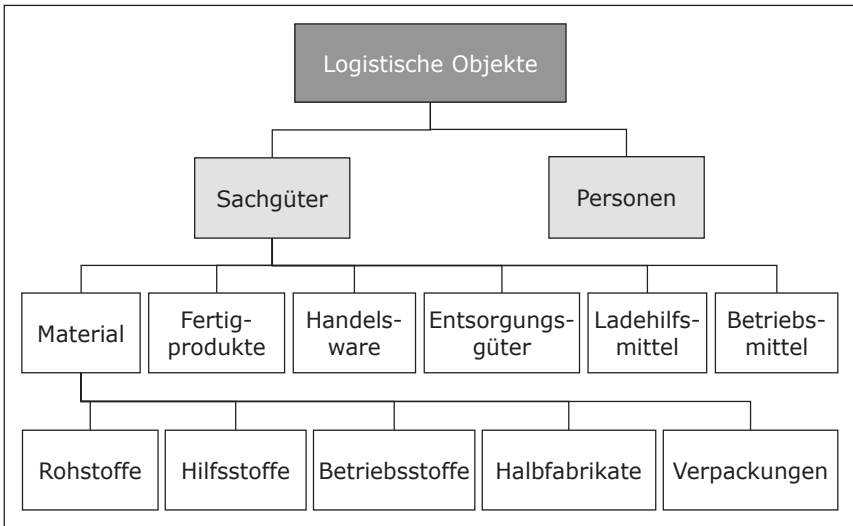 Logistische Objekte
Sachgüter
Personen
Material
Fertig-
produkte
Handels-
ware
Entsorgungs-
güter
Ladehilfs-
mittel
Betriebs-
mittel
Rohstoffe
Hilfsstoffe
Betriebsstoffe
Halbfabrikate
Verpackungen